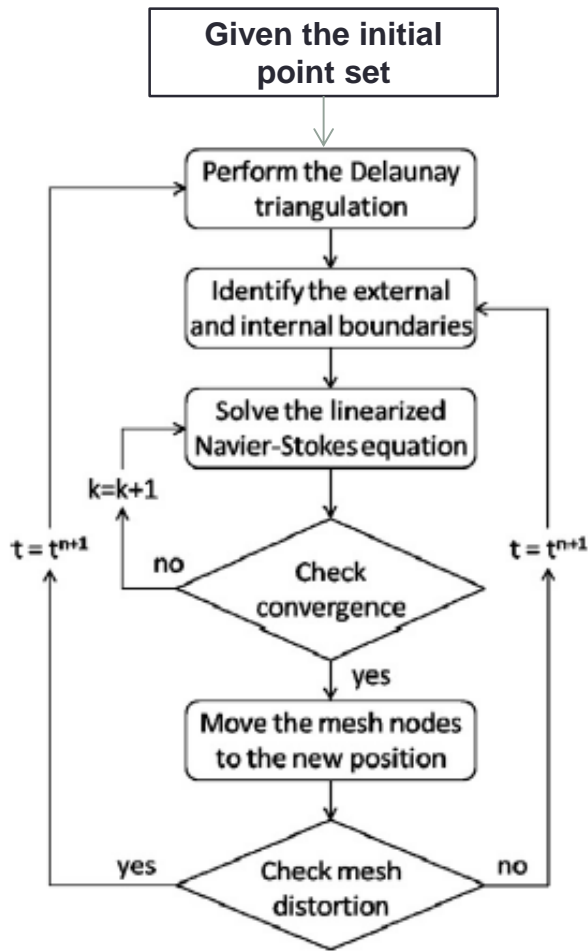 Given the initial
point set
Perform the Delaunay
triangulation
Identify the external
and internal boundaries
Solve the linearized
Navier-Stokes equation
k=k+1
t = tⁿ⁺¹
t = tⁿ⁺¹
no
Check
convergence
yes
Move the mesh nodes
to the new position
yes
no
Check mesh
distortion